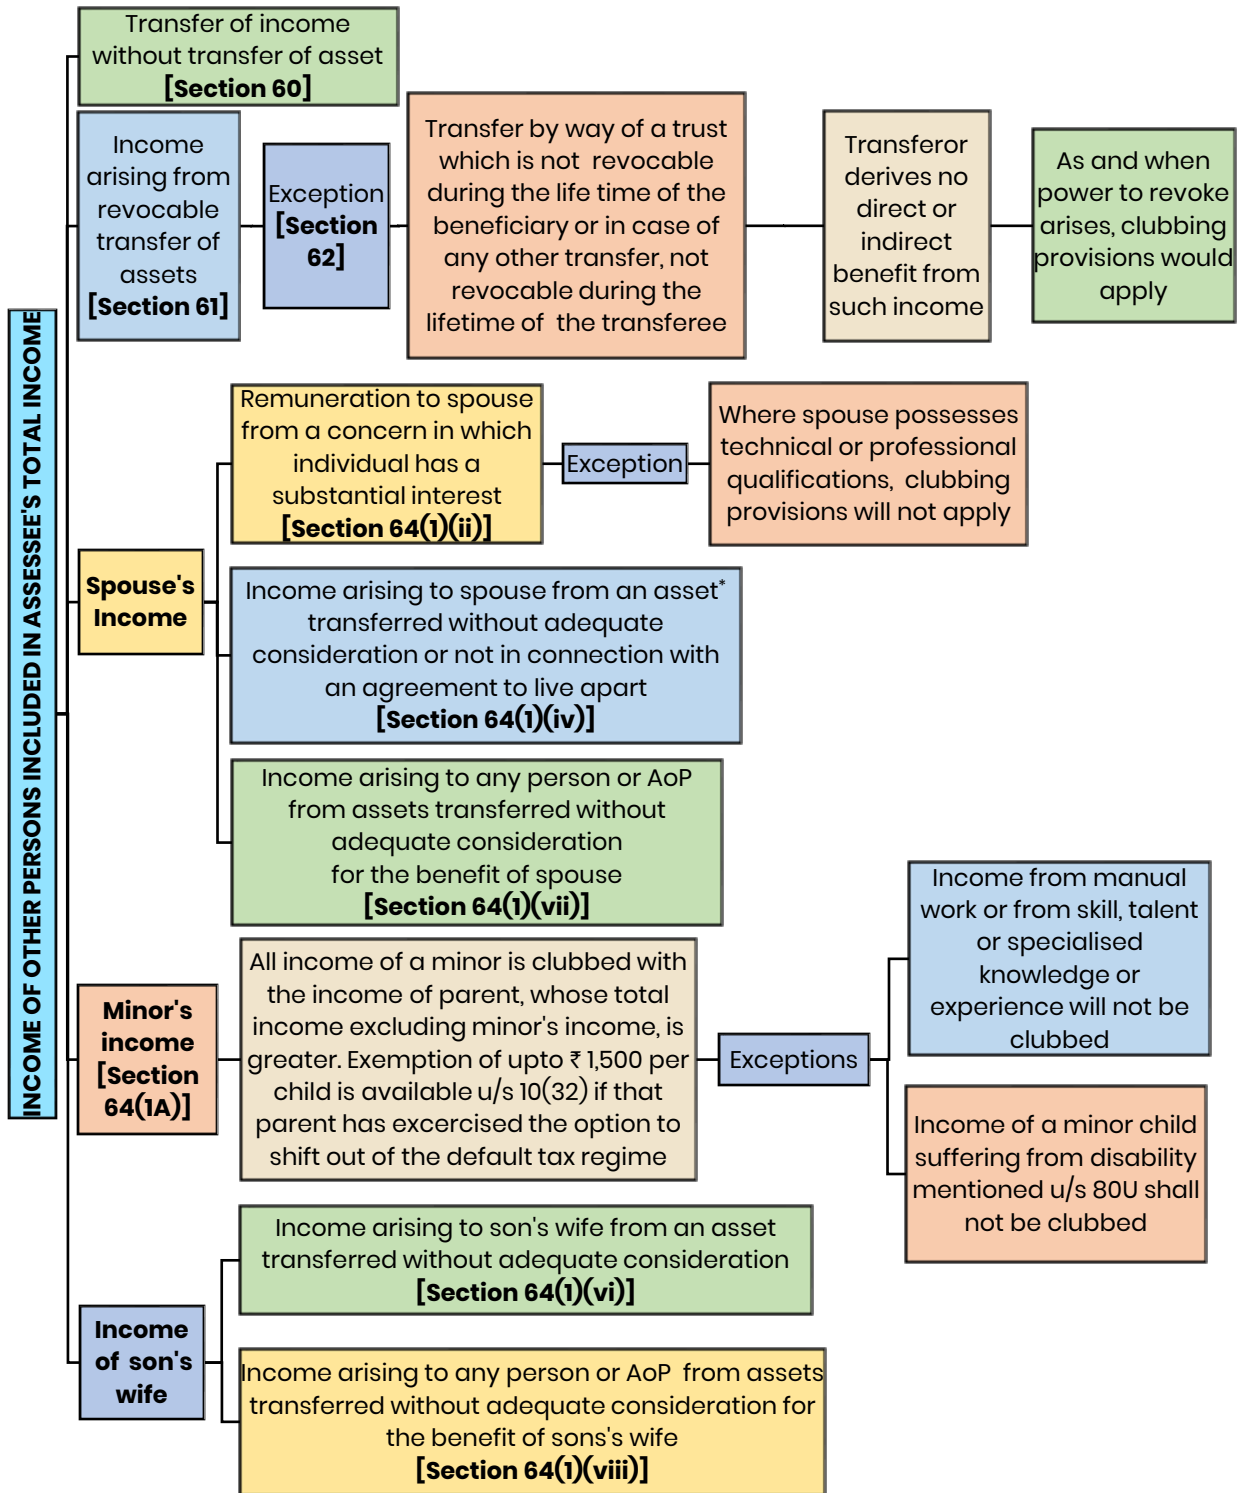 INCOME OF OTHER PERSONS INCLUDED IN ASSESSEE'S TOTAL INCOME
Transfer of income
without transfer of asset
[Section 60]
Income
arising from
revocable
transfer of
assets
[Section 61]
Exception
[Section
62]
Transfer by way of a trust
which is not revocable
during the life time of the
beneficiary or in case of
any other transfer, not
revocable during the
lifetime of the transferee
Transferor
derives no
direct or
indirect
benefit from
such income
As and when
power to revoke
arises, clubbing
provisions would
apply
Spouse's
Income
Remuneration to spouse
from a concern in which
individual has a
substantial interest
[Section 64(1)(ii)]
Exception
Where spouse possesses
technical or professional
qualifications, clubbing
provisions will not apply
Income arising to spouse from an asset*
transferred without adequate
consideration or not in connection with
an agreement to live apart
[Section 64(1)(iv)]
Income arising to any person or AoP
from assets transferred without
adequate consideration
for the benefit of spouse
[Section 64(1)(vii)]
Minor's
income
[Section
64(1A)]
All income of a minor is clubbed with
the income of parent, whose total
income excluding minor's income, is
greater. Exemption of upto ₹ 1,500 per
child is available u/s 10(32) if that
parent has excercised the option to
shift out of the default tax regime
Exceptions
Income from manual
work or from skill, talent
or specialised
knowledge or
experience will not be
clubbed
Income of a minor child
suffering from disability
mentioned u/s 80U shall
not be clubbed
Income
of son's
wife
Income arising to son's wife from an asset
transferred without adequate consideration
[Section 64(1)(vi)]
Income arising to any person or AoP from assets
transferred without adequate consideration for
the benefit of sons's wife
[Section 64(1)(viii)]